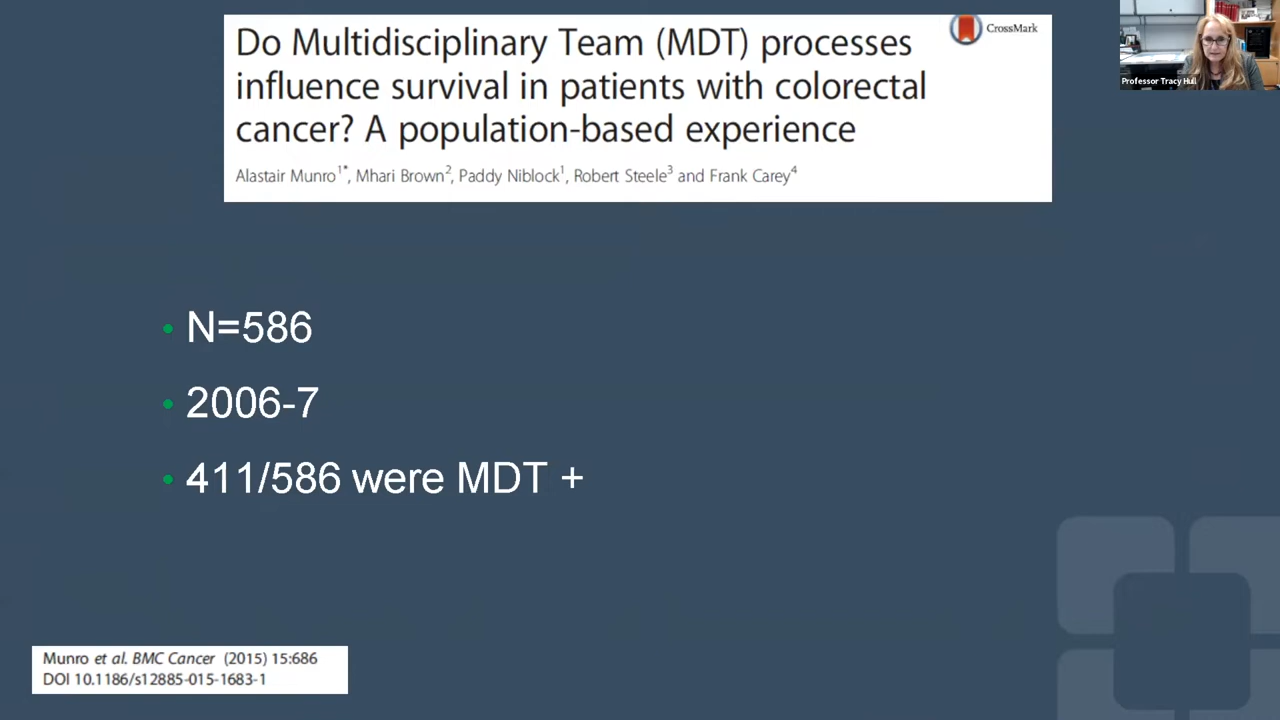 Do Multidisciplinary Team (MDT) processes
influence survival in patients with colorectal
cancer? A population-based experience
CrossMark
Alastair Munro1*, Mhari Brown2, Paddy Niblock1, Robert Steele3 and Frank Carey4
Professor Tracy Hull
• N=586
• 2006-7
• 411/586 were MDT +
Munro et al. BMC Cancer (2015) 15:686
DOI 10.1186/s12885-015-1683-1